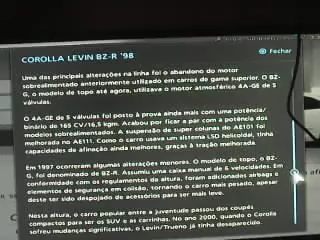 COROLLA LEVIN BZ-R '98
Fechar
Uma das principais alterações na linha foi o abandono do motor
sobrealimentado anteriormente utilizado em carros de gama superior. O BZ-
G, o modelo de topo até agora, utilizava o motor atmosférico 4A-GE de 5
válvulas.
O 4A-GE de 5 válvulas foi posto à prova ainda mais com uma potência/
binário de 165 CV/16,5 kgm. Acabou por ficar a par com a potência dos
modelos sobrealimentados. A suspensão de super colunas do AE101 foi
melhorada no AE111. Como o carro usava um sistema LSD helicoidal, tinha
capacidades de afinação ainda melhores, graças à tração melhorada.
Em 1997 ocorreram algumas alterações menores. O modelo de topo, o BZ-
G, foi denominado de BZ-R. Assumiu uma caixa manual de 6 velocidades. Em
conformidade com os regulamentos da altura, foram adicionados airbags e
elementos de segurança em colisão, tornando o carro mais pesado, apesar
deste ter sido despojado de acessórios para ser mais leve.
Nesta altura, o carro popular entre a juventude passou dos coupés
compactos para ser os SUV e as carrinhas. No ano 2000, quando o Corolla
sofreu mudanças significativas, o Levin/Trueno já tinha desaparecido.